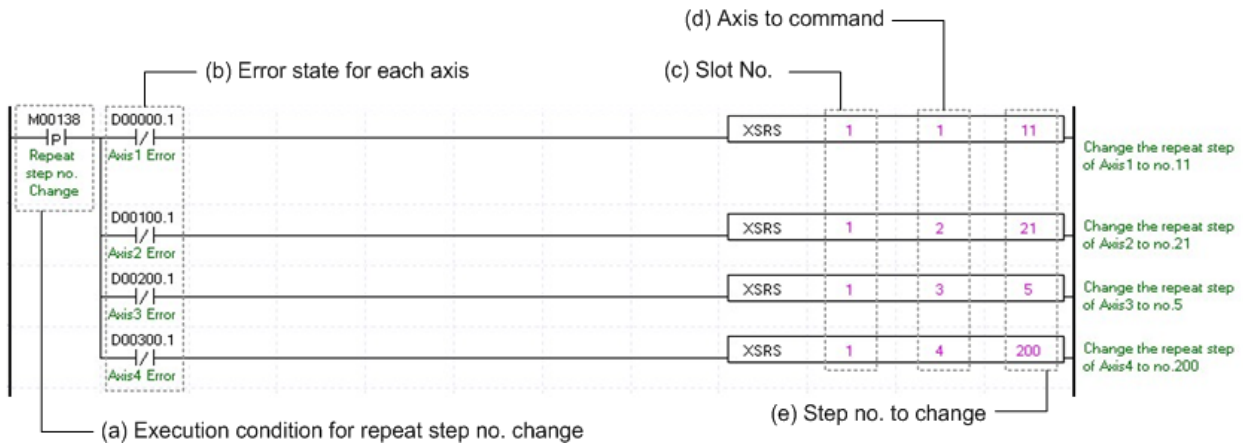 (d) Axis to command
(b) Error state for each axis
(c) Slot No.
M00138
P
Repeat
step no.
Change
D00000.1
Axis1 Error
XSRS 1 1 11
Change the repeat step
of Axis1 to no.11
D00100.1
Axis2 Error
XSRS 1 2 21
Change the repeat step
of Axis2 to no.21
D00200.1
Axis3 Error
XSRS 1 3 5
Change the repeat step
of Axis3 to no.5
D00300.1
Axis4 Error
XSRS 1 4 200
Change the repeat step
of Axis4 to no.200
(e) Step no. to change
(a) Execution condition for repeat step no. change